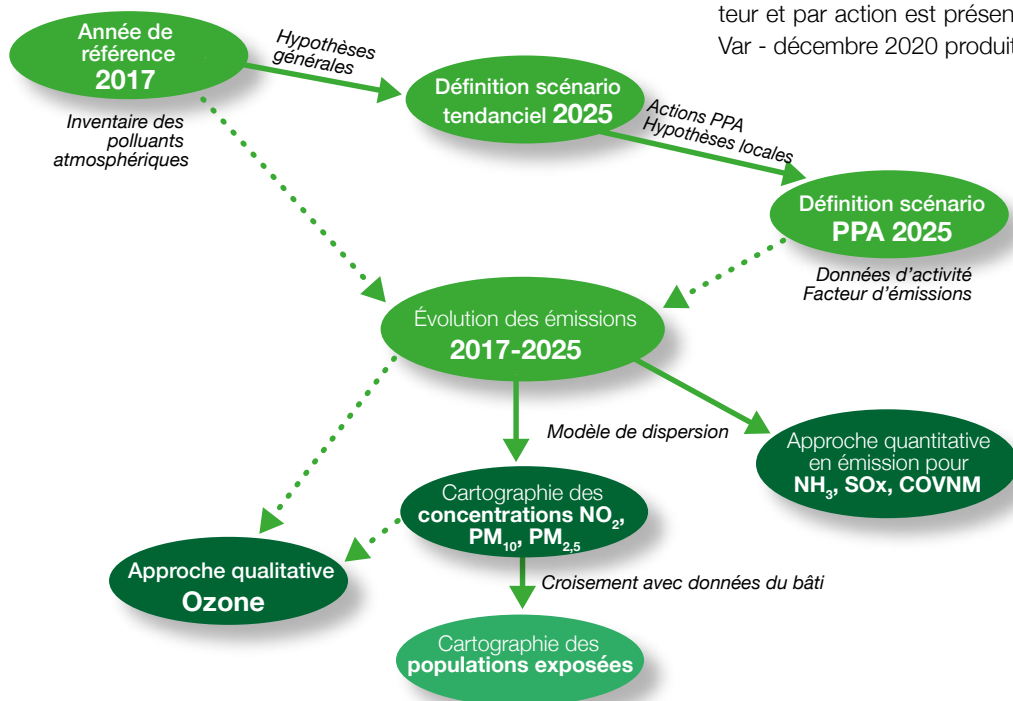 teur et par action est présen
Var - décembre 2020 produit
Année de
référence
2017
Hypothèses
générales
Définition scénario
tendanciel 2025
Inventaire des
polluants
atmosphériques
Actions PPA
Hypothèses locales
Définition scénario
PPA 2025
Données d’activité
Facteur d’émissions
Évolution des émissions
2017-2025
Modèle de dispersion
Approche quantitative
en émission pour
NH₃, SOx, COVNM
Cartographie des
concentrations NO₂,
PM₁₀, PM₂,₅
Approche qualitative
Ozone
Croisement avec données du bâti
Cartographie des
populations exposées